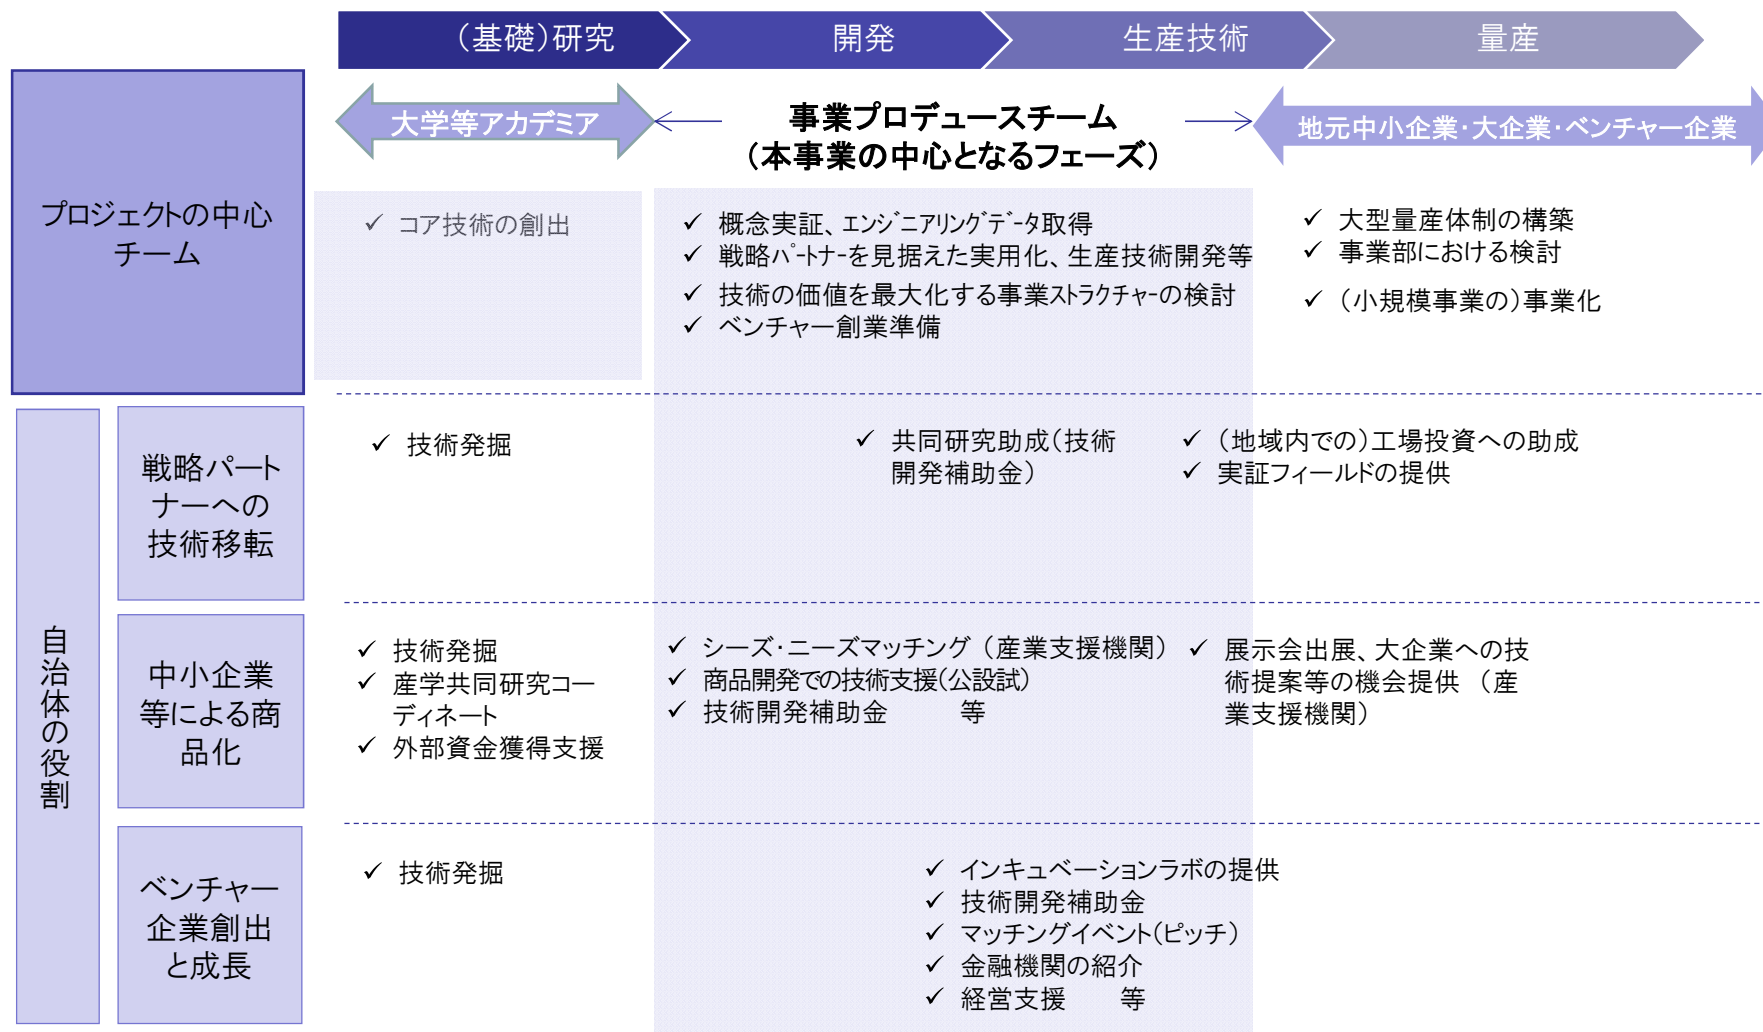 （基礎）研究
開発
生産技術
量産
大学等アカデミア
事業プロデュースチーム
（本事業の中心となるフェーズ）
地元中小企業・大企業・ベンチャー企業
プロジェクトの中心
チーム
✓ コア技術の創出
✓ 概念実証、エンジニアリングデータ取得
✓ 戦略パートナーを見据えた実用化、生産技術開発等
✓ 技術の価値を最大化する事業ストラクチャーの検討
✓ ベンチャー創業準備
✓ 大型量産体制の構築
✓ 事業部における検討
✓ （小規模事業の）事業化
自治体の役割
戦略パート
ナーへの
技術移転
✓ 技術発掘
✓ 共同研究助成（技術
開発補助金）
✓ （地域内での）工場投資への助成
✓ 実証フィールドの提供
中小企業
等による商
品化
✓ 技術発掘
✓ 産学共同研究コー
ディネート
✓ 外部資金獲得支援
✓ シーズ・ニーズマッチング（産業支援機関）
✓ 商品開発での技術支援（公設試）
✓ 技術開発補助金　　等
✓ 展示会出展、大企業への技
術提案等の機会提供 （産
業支援機関）
ベンチャー
企業創出
と成長
✓ 技術発掘
✓ インキュベーションラボの提供
✓ 技術開発補助金
✓ マッチングイベント（ピッチ）
✓ 金融機関の紹介
✓ 経営支援　　等